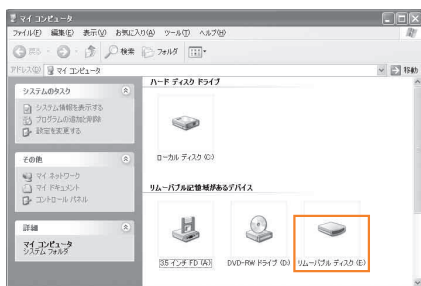 マイ コンピュータ
ファイル(F) 編集(E) 表示(V) お気に入り(A) ツール(T) ヘルプ(H)
戻る 検索 フォルダ
アドレス(D) マイ コンピュータ 移動
システムのタスク
システム情報を表示する
プログラムの追加と削除
設定を変更する
その他
マイ ネットワーク
マイ ドキュメント
コントロール パネル
詳細
マイ コンピュータ
システム フォルダ
ハード ディスク ドライブ
ローカル ディスク (C:)
リムーバブル記憶域があるデバイス
3.5 インチ FD (A:)
DVD-RW ドライブ (D:)
リムーバブル ディスク (E:)